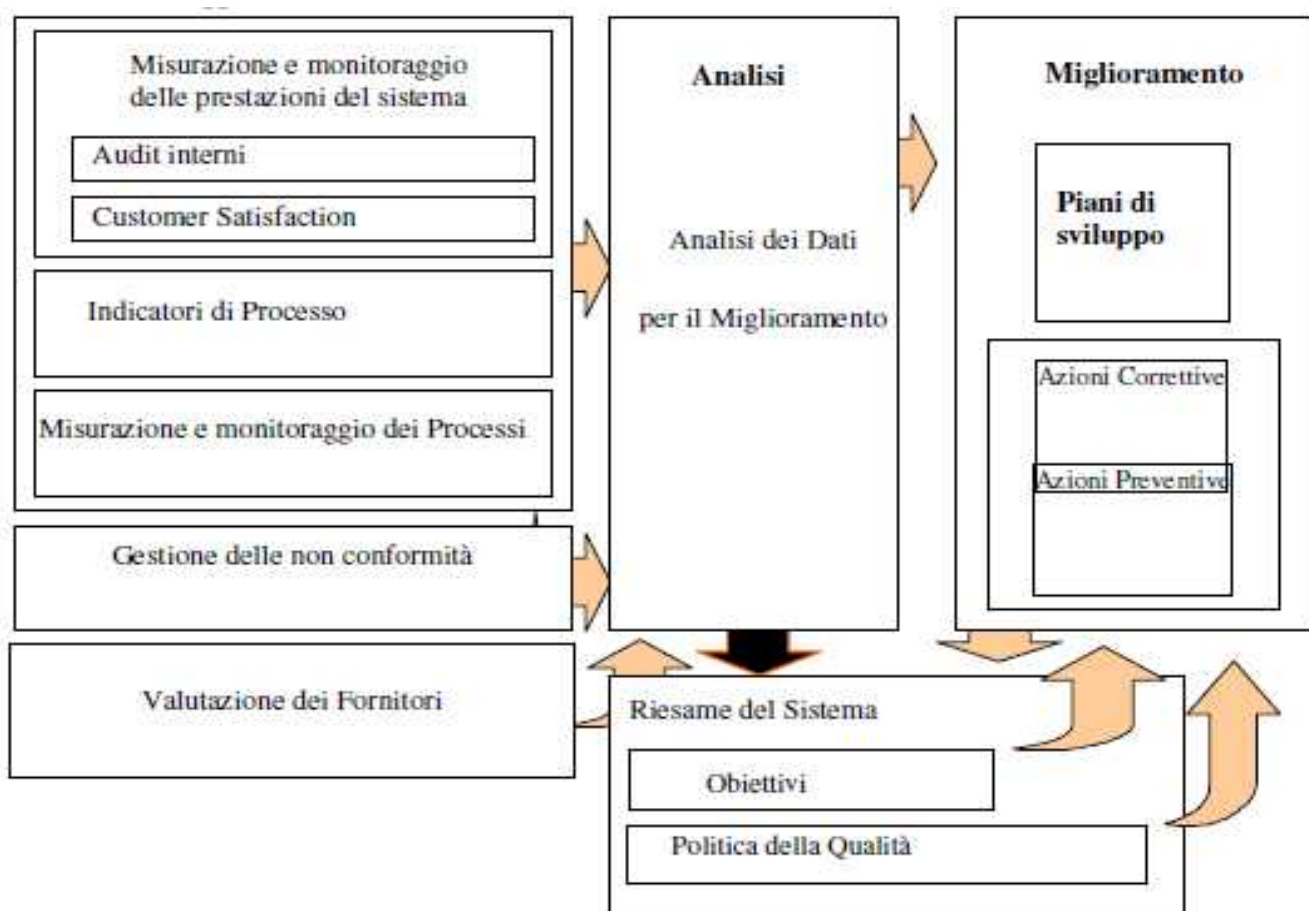 Misurazione e monitoraggio
delle prestazioni del sistema
Audit interni
Customer Satisfaction
Indicatori di Processo
Misurazione e monitoraggio dei Processi
Gestione delle non conformità
Valutazione dei Fornitori
Analisi
Analisi dei Dati
per il Miglioramento
Miglioramento
Piani di
sviluppo
Azioni Correttive
Azioni Preventive
Riesame del Sistema
Obiettivi
Politica della Qualità